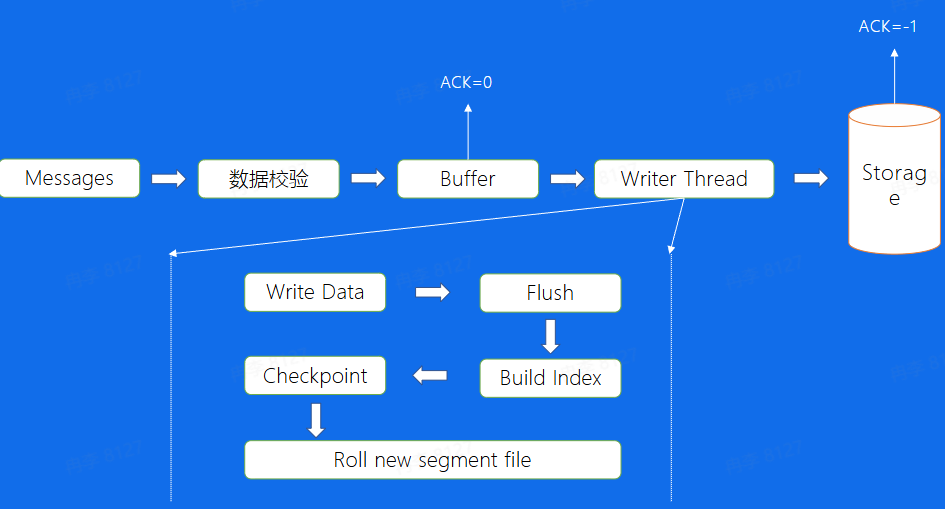 ACK=-1
ACK=0
Messages
数据校验
Buffer
Writer Thread
Storag
e
Write Data
Flush
Checkpoint
Build Index
Roll new segment file